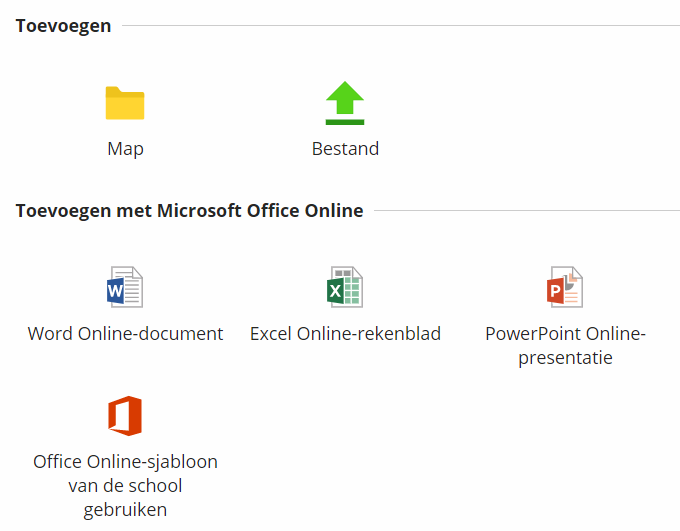 Toevoegen
Map
Bestand
Toevoegen met Microsoft Office Online
Word Online-document
Excel Online-rekenblad
PowerPoint Online-
presentatie
Office Online-sjabloon
van de school
gebruiken